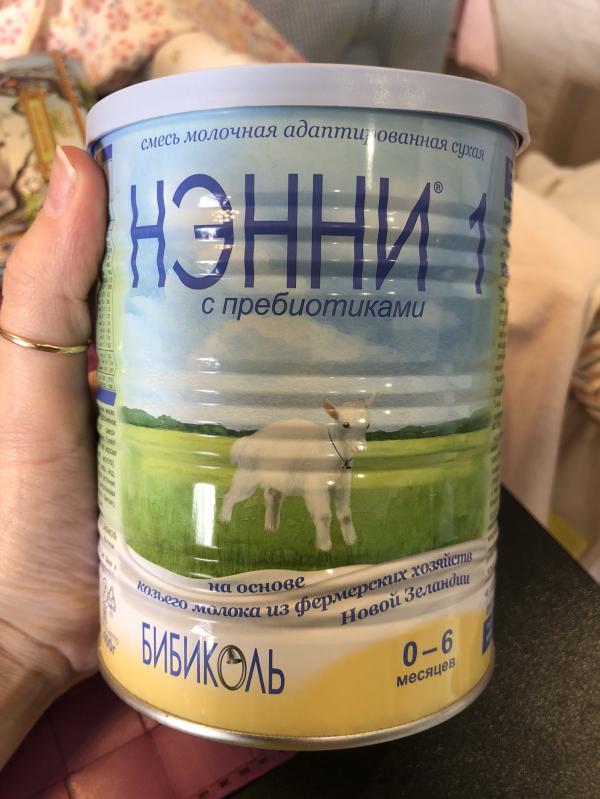 смесь молочная адаптированная сухая
НЭННИ® 1
с пребиотиками
на основе
козьего молока из фермерских хозяйств
Новой Зеландии
БИБИКОЛЬ
0–6
месяцев